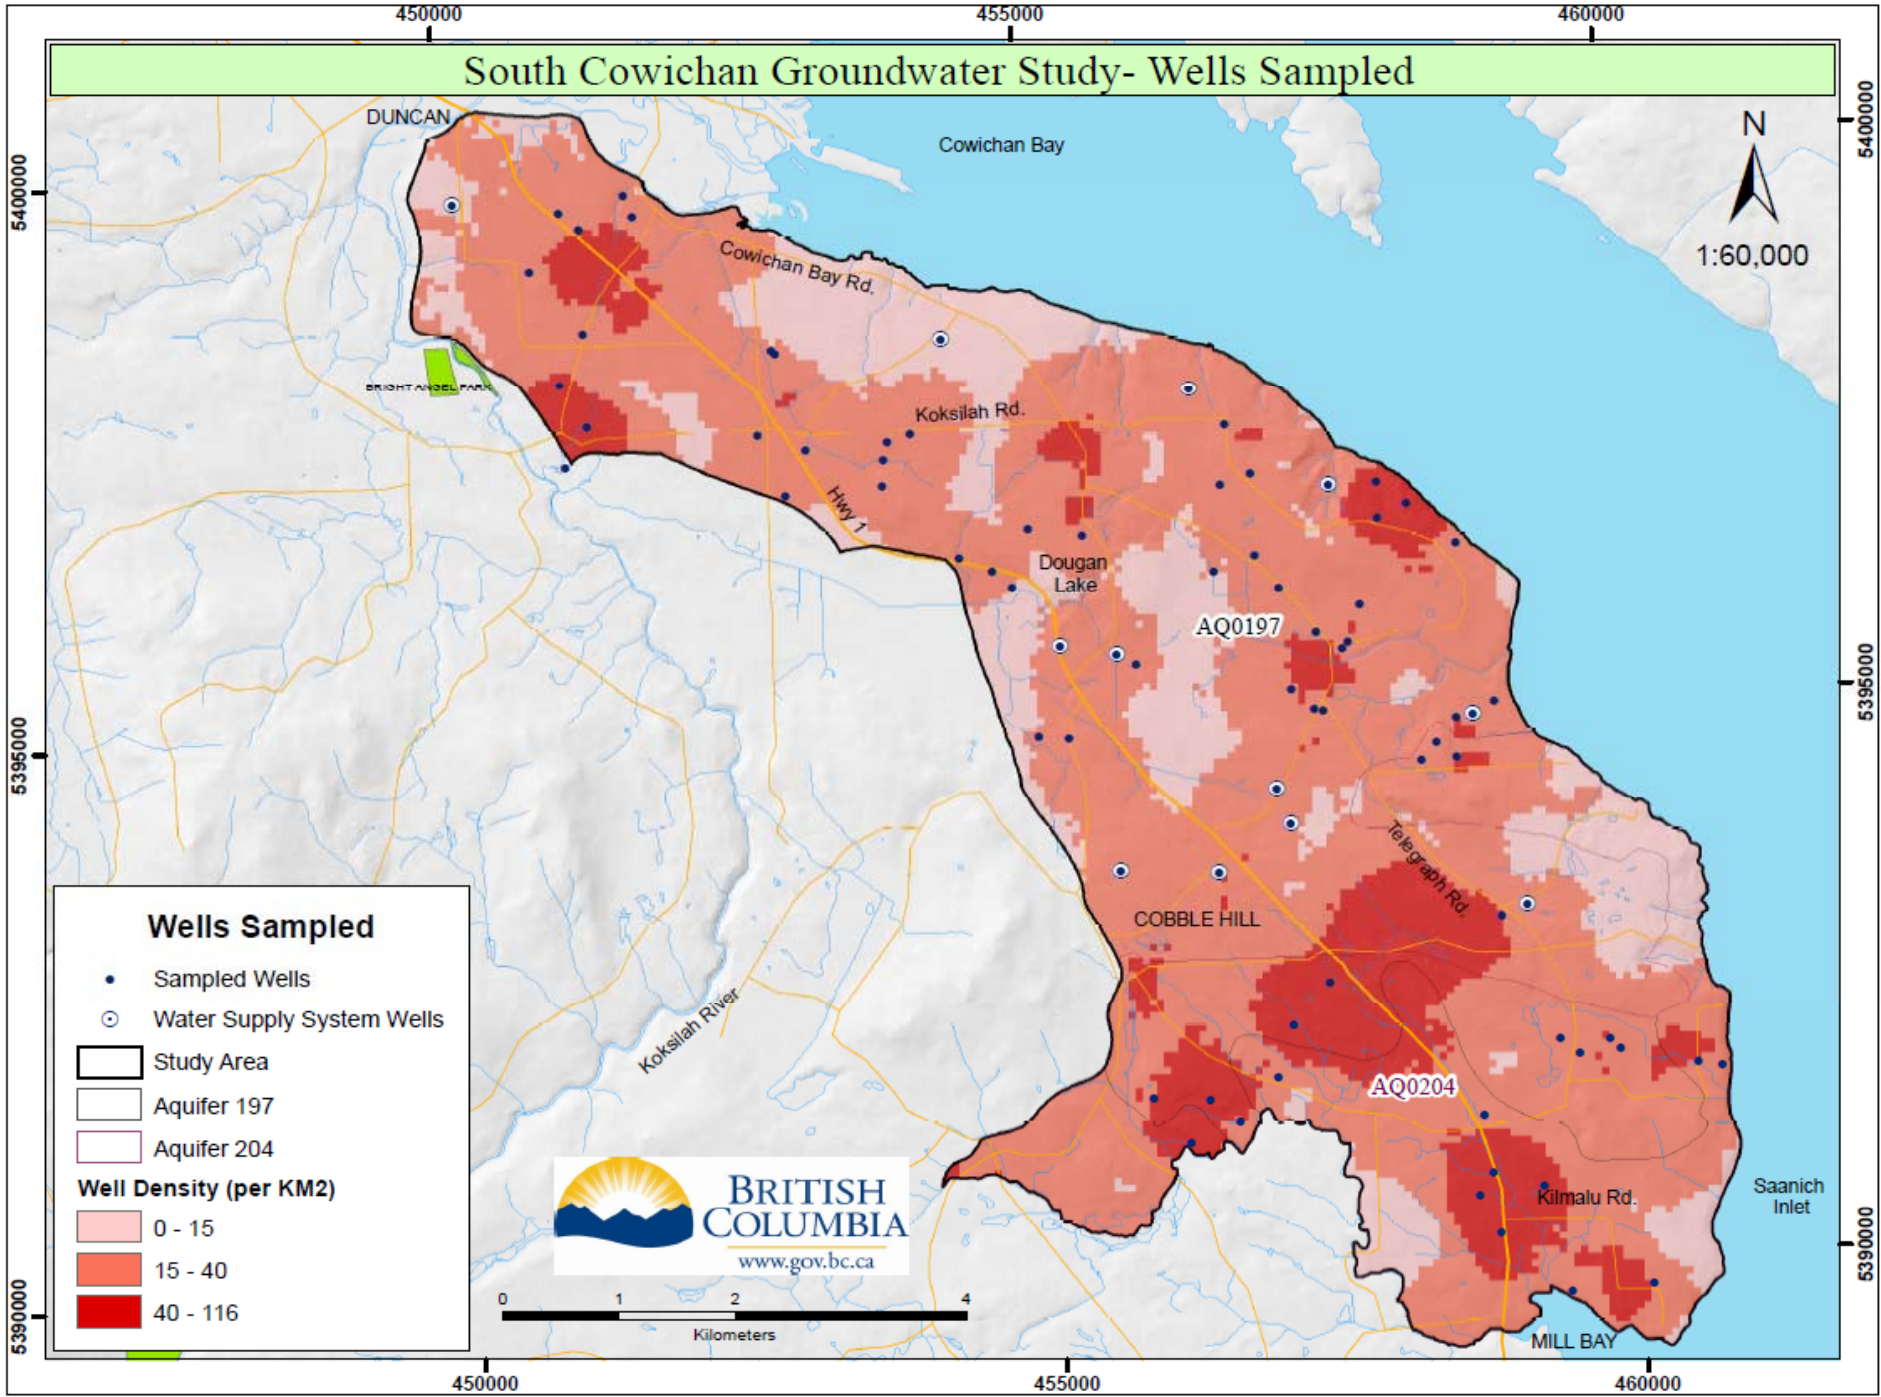 450000
455000
460000
South Cowichan Groundwater Study- Wells Sampled
DUNCAN
Cowichan Bay
N
5400000
5400000
1:60,000
Cowichan Bay Rd.
BRIGHT ANGEL PARK
Koksilah Rd.
Hwy 1
Dougan
Lake
AQ0197
5395000
5395000
Telegraph Rd.
COBBLE HILL
Koksilah River
AQ0204
Kilmalu Rd.
Saanich
Inlet
MILL BAY
Wells Sampled
Sampled Wells
Water Supply System Wells
Study Area
Aquifer 197
Aquifer 204
Well Density (per KM2)
0 - 15
15 - 40
40 - 116
BRITISH
COLUMBIA
www.gov.bc.ca
0 1 2 4
Kilometers
5390000
5390000
450000
455000
460000